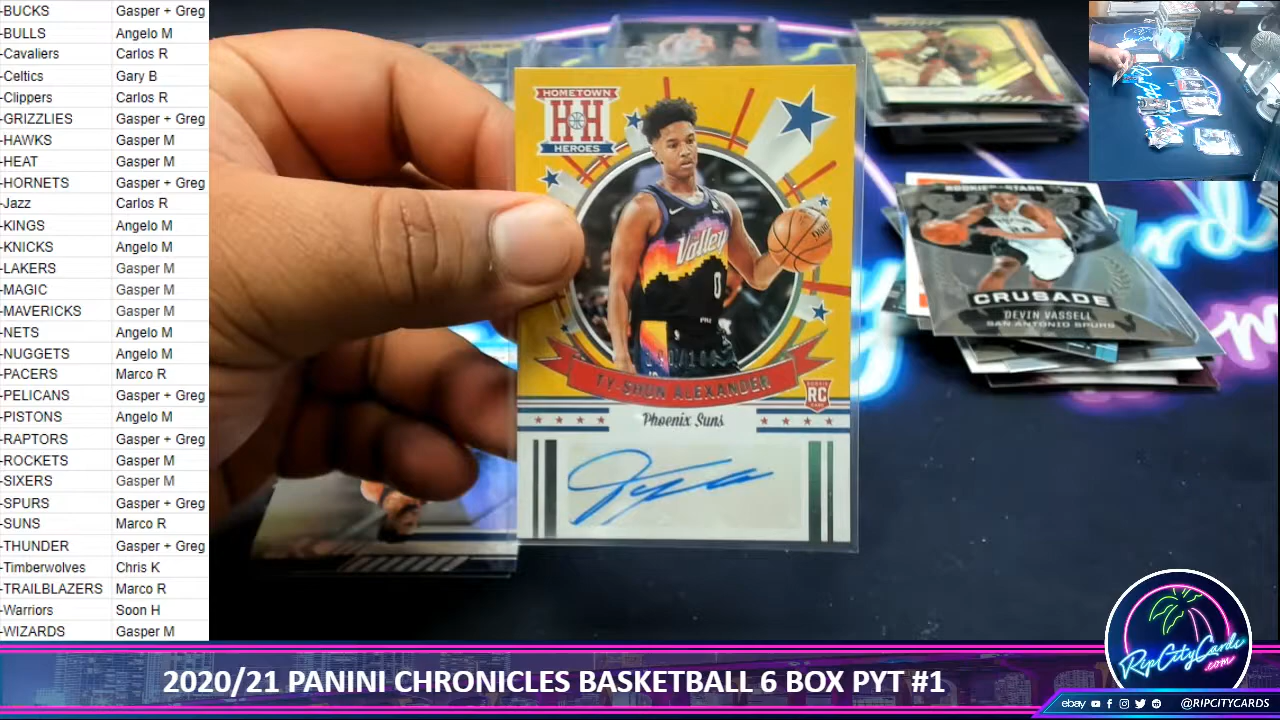 -BUCKS Gasper + Greg
-BULLS Angelo M
-Cavaliers Carlos R
-Celtics Gary B
-Clippers Carlos R
-GRIZZLIES Gasper + Greg
-HAWKS Gasper M
-HEAT Gasper M
-HORNETS Gasper + Greg
-Jazz Carlos R
-KINGS Angelo M
-KNICKS Angelo M
-LAKERS Gasper M
-MAGIC Gasper M
-MAVERICKS Gasper M
-NETS Angelo M
-NUGGETS Angelo M
-PACERS Marco R
-PELICANS Gasper + Greg
-PISTONS Angelo M
-RAPTORS Gasper + Greg
-ROCKETS Gasper M
-SIXERS Gasper M
-SPURS Gasper + Greg
-SUNS Marco R
-THUNDER Gasper + Greg
-Timberwolves Chris K
-TRAILBLAZERS Marco R
-Warriors Soon H
-WIZARDS Gasper M
HOMETOWN
HH
HEROES
The Valley
0
TY-SHON ALEXANDER
RC
Phoenix Suns
CRUSADE
DEVIN VASSELL
SAN ANTONIO SPURS
2020/21 PANINI CHRONICLES BASKETBALL 6 BOX PYT #1
RipCityCards
.com
ebay @RIPCITYCARDS